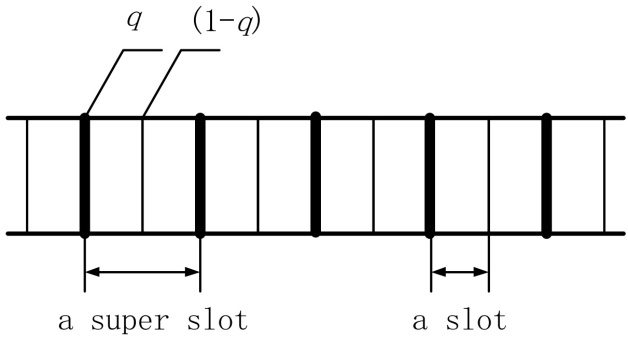 q (1-q)
a super slot a slot